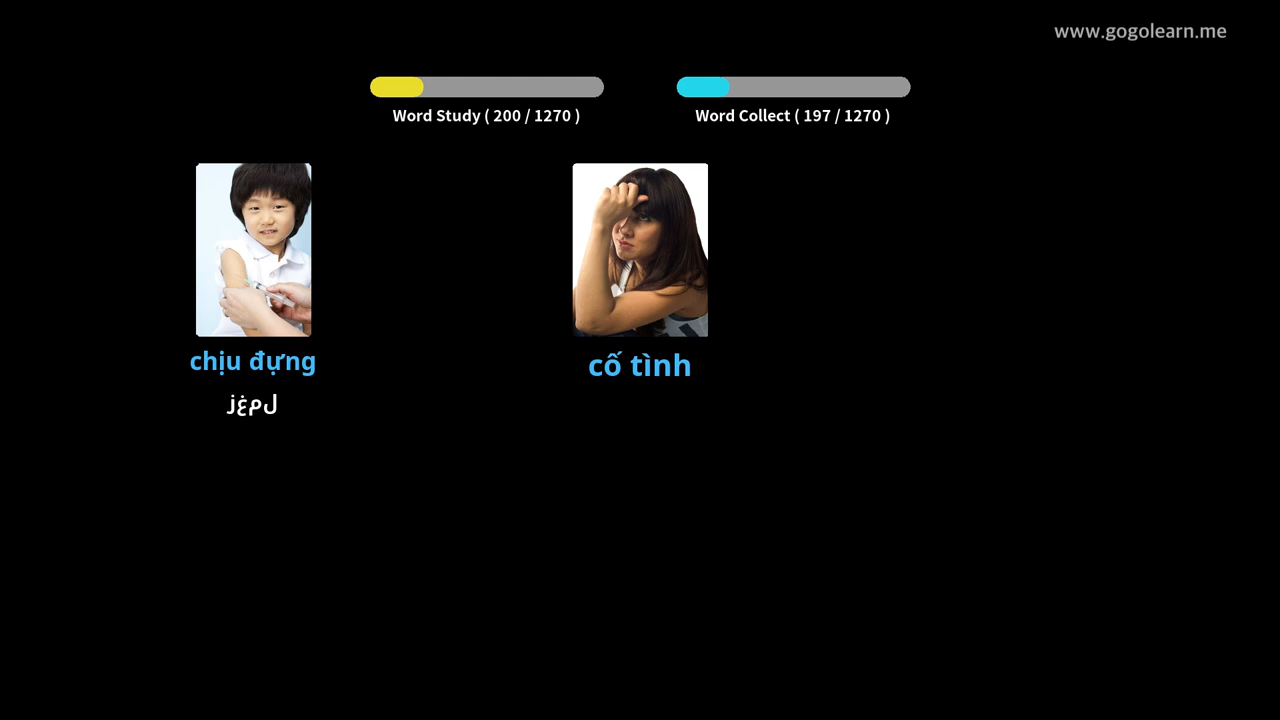 www.gogolearn.me
Word Study ( 200 / 1270 )
Word Collect ( 197 / 1270 )
chịu đựng
cố tình